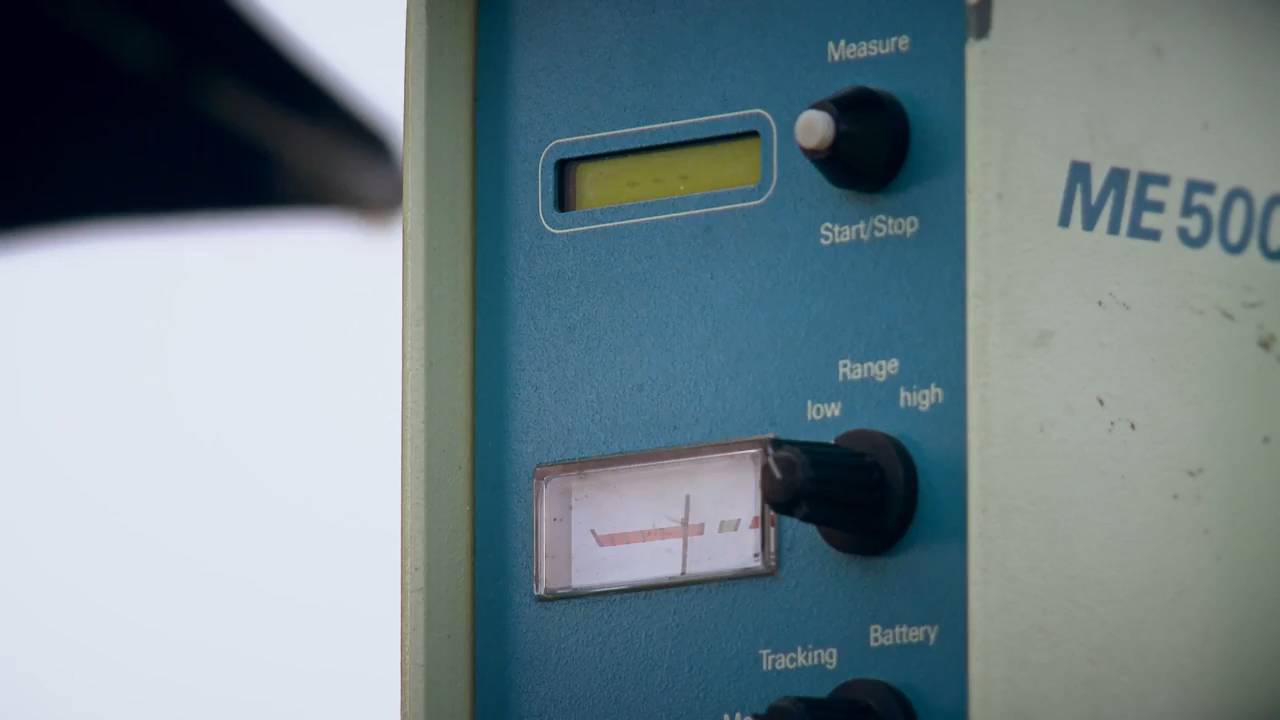 Measure
Start/Stop
ME 500
Range
low high
Battery
Tracking